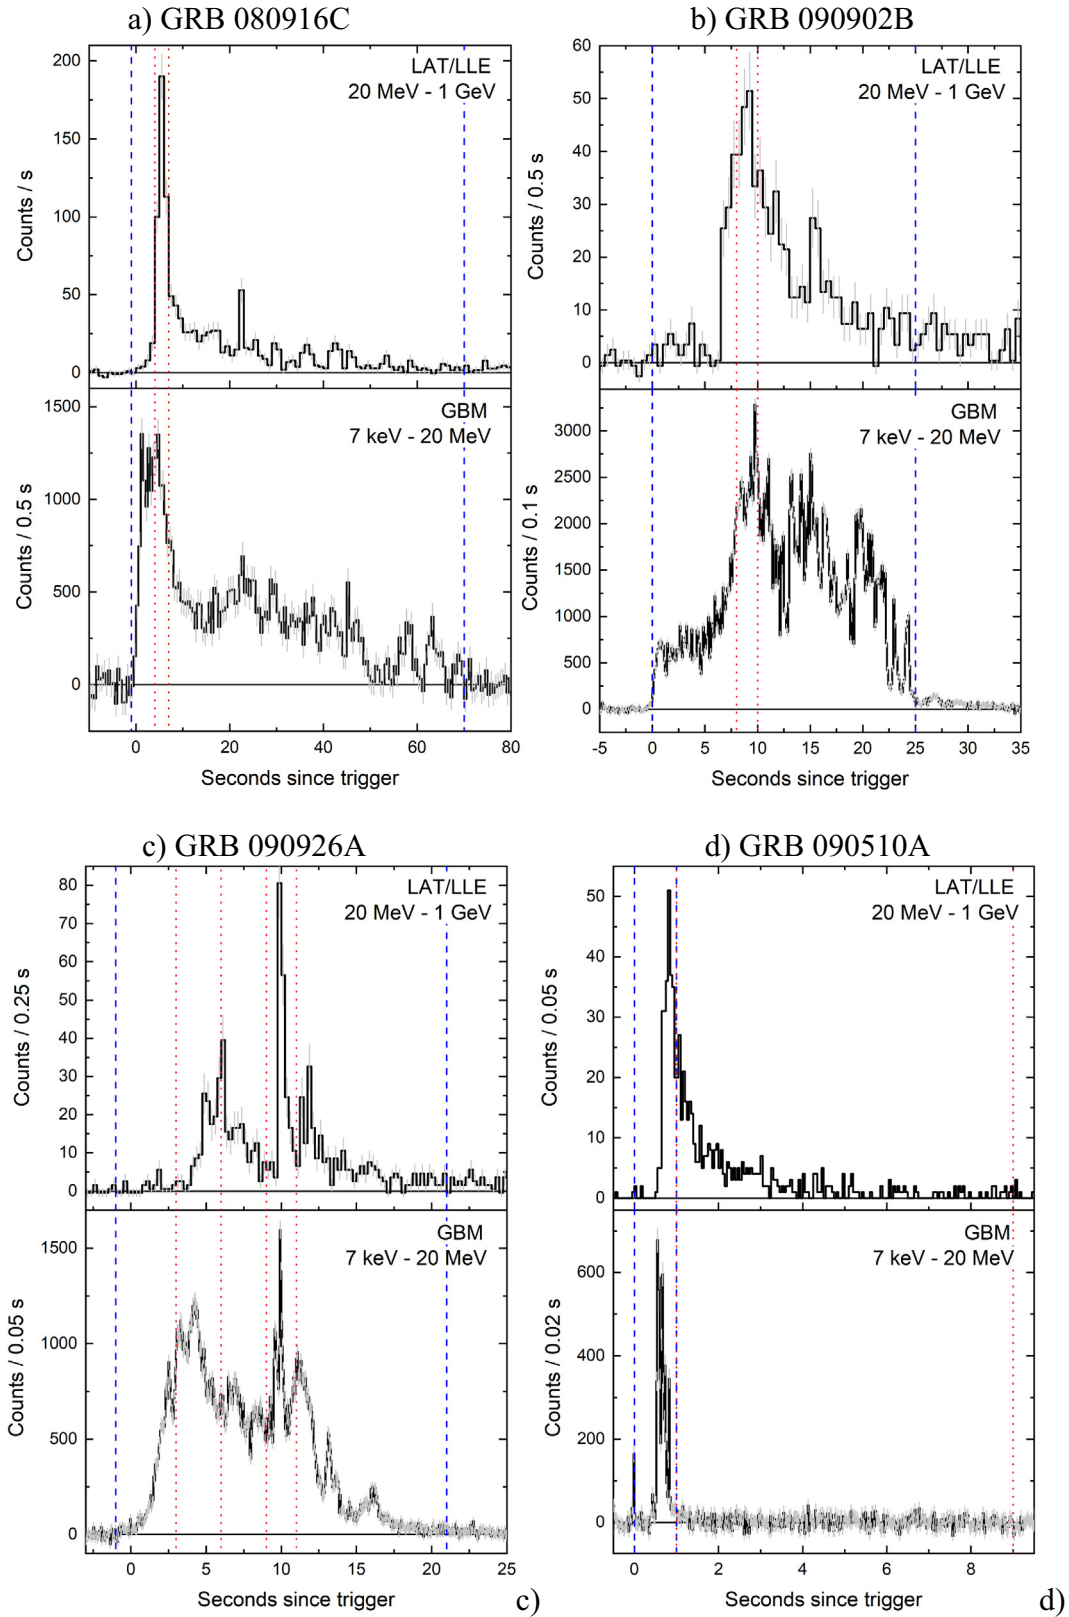 a) GRB 080916C
LAT/LLE
20 MeV - 1 GeV
200
150
100
50
0
Counts / s
GBM
7 keV - 20 MeV
1500
1000
500
0
Counts / 0.5 s
0 20 40 60 80
Seconds since trigger
b) GRB 090902B
LAT/LLE
20 MeV - 1 GeV
60
50
40
30
20
10
0
Counts / 0.5 s
GBM
7 keV - 20 MeV
3000
2500
2000
1500
1000
500
0
Counts / 0.1 s
-5 0 5 10 15 20 25 30 35
Seconds since trigger
c) GRB 090926A
LAT/LLE
20 MeV - 1 GeV
80
70
60
50
40
30
20
10
0
Counts / 0.25 s
GBM
7 keV - 20 MeV
1500
1000
500
0
Counts / 0.05 s
0 5 10 15 20 25
Seconds since trigger
c)
d) GRB 090510A
LAT/LLE
20 MeV - 1 GeV
50
40
30
20
10
0
Counts / 0.05 s
GBM
7 keV - 20 MeV
600
400
200
0
Counts / 0.02 s
0 2 4 6 8
Seconds since trigger
d)